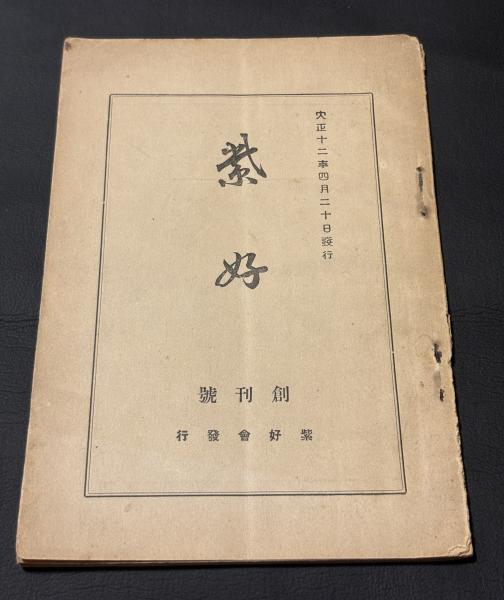 大正十二年四月二十日發行
紫好
創刊號
紫好會發行